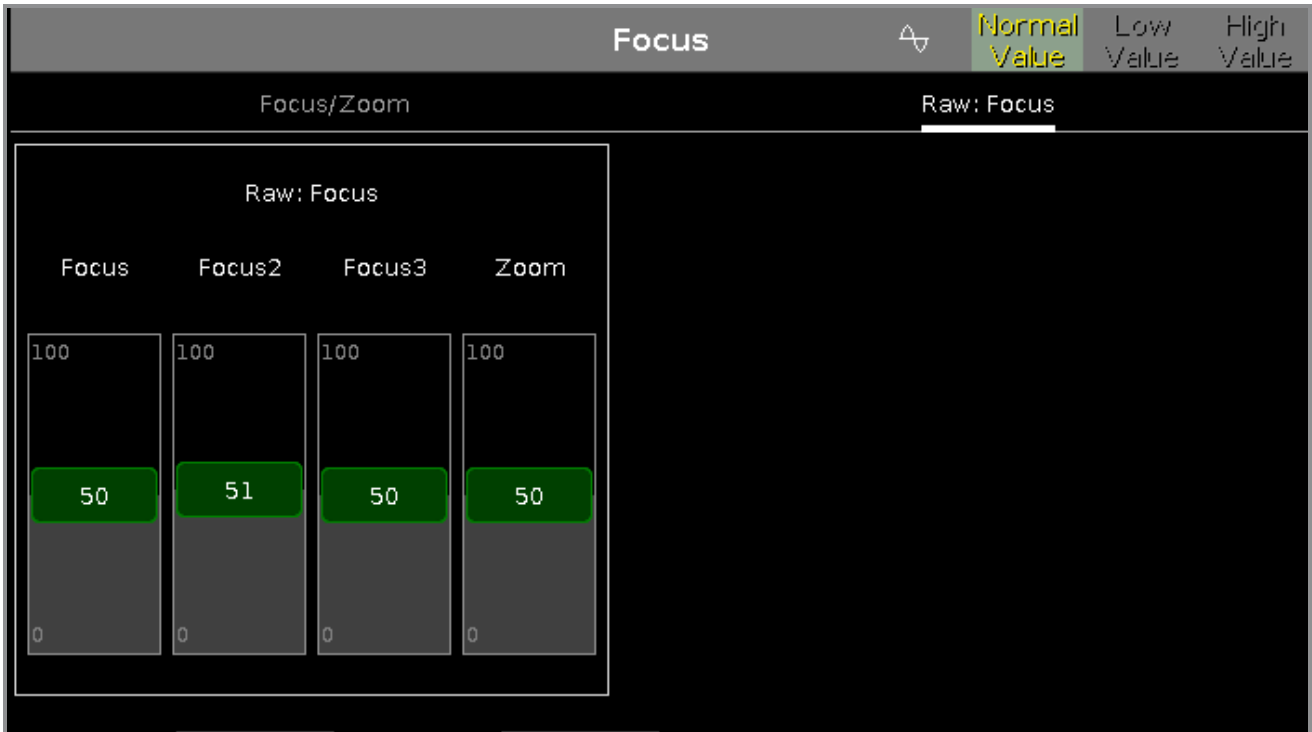 Focus
Normal Value
Low Value
High Value
Focus/Zoom
Raw: Focus
Raw: Focus
Focus Focus2 Focus3 Zoom
100 100 100 100
50 51 50 50
0 0 0 0